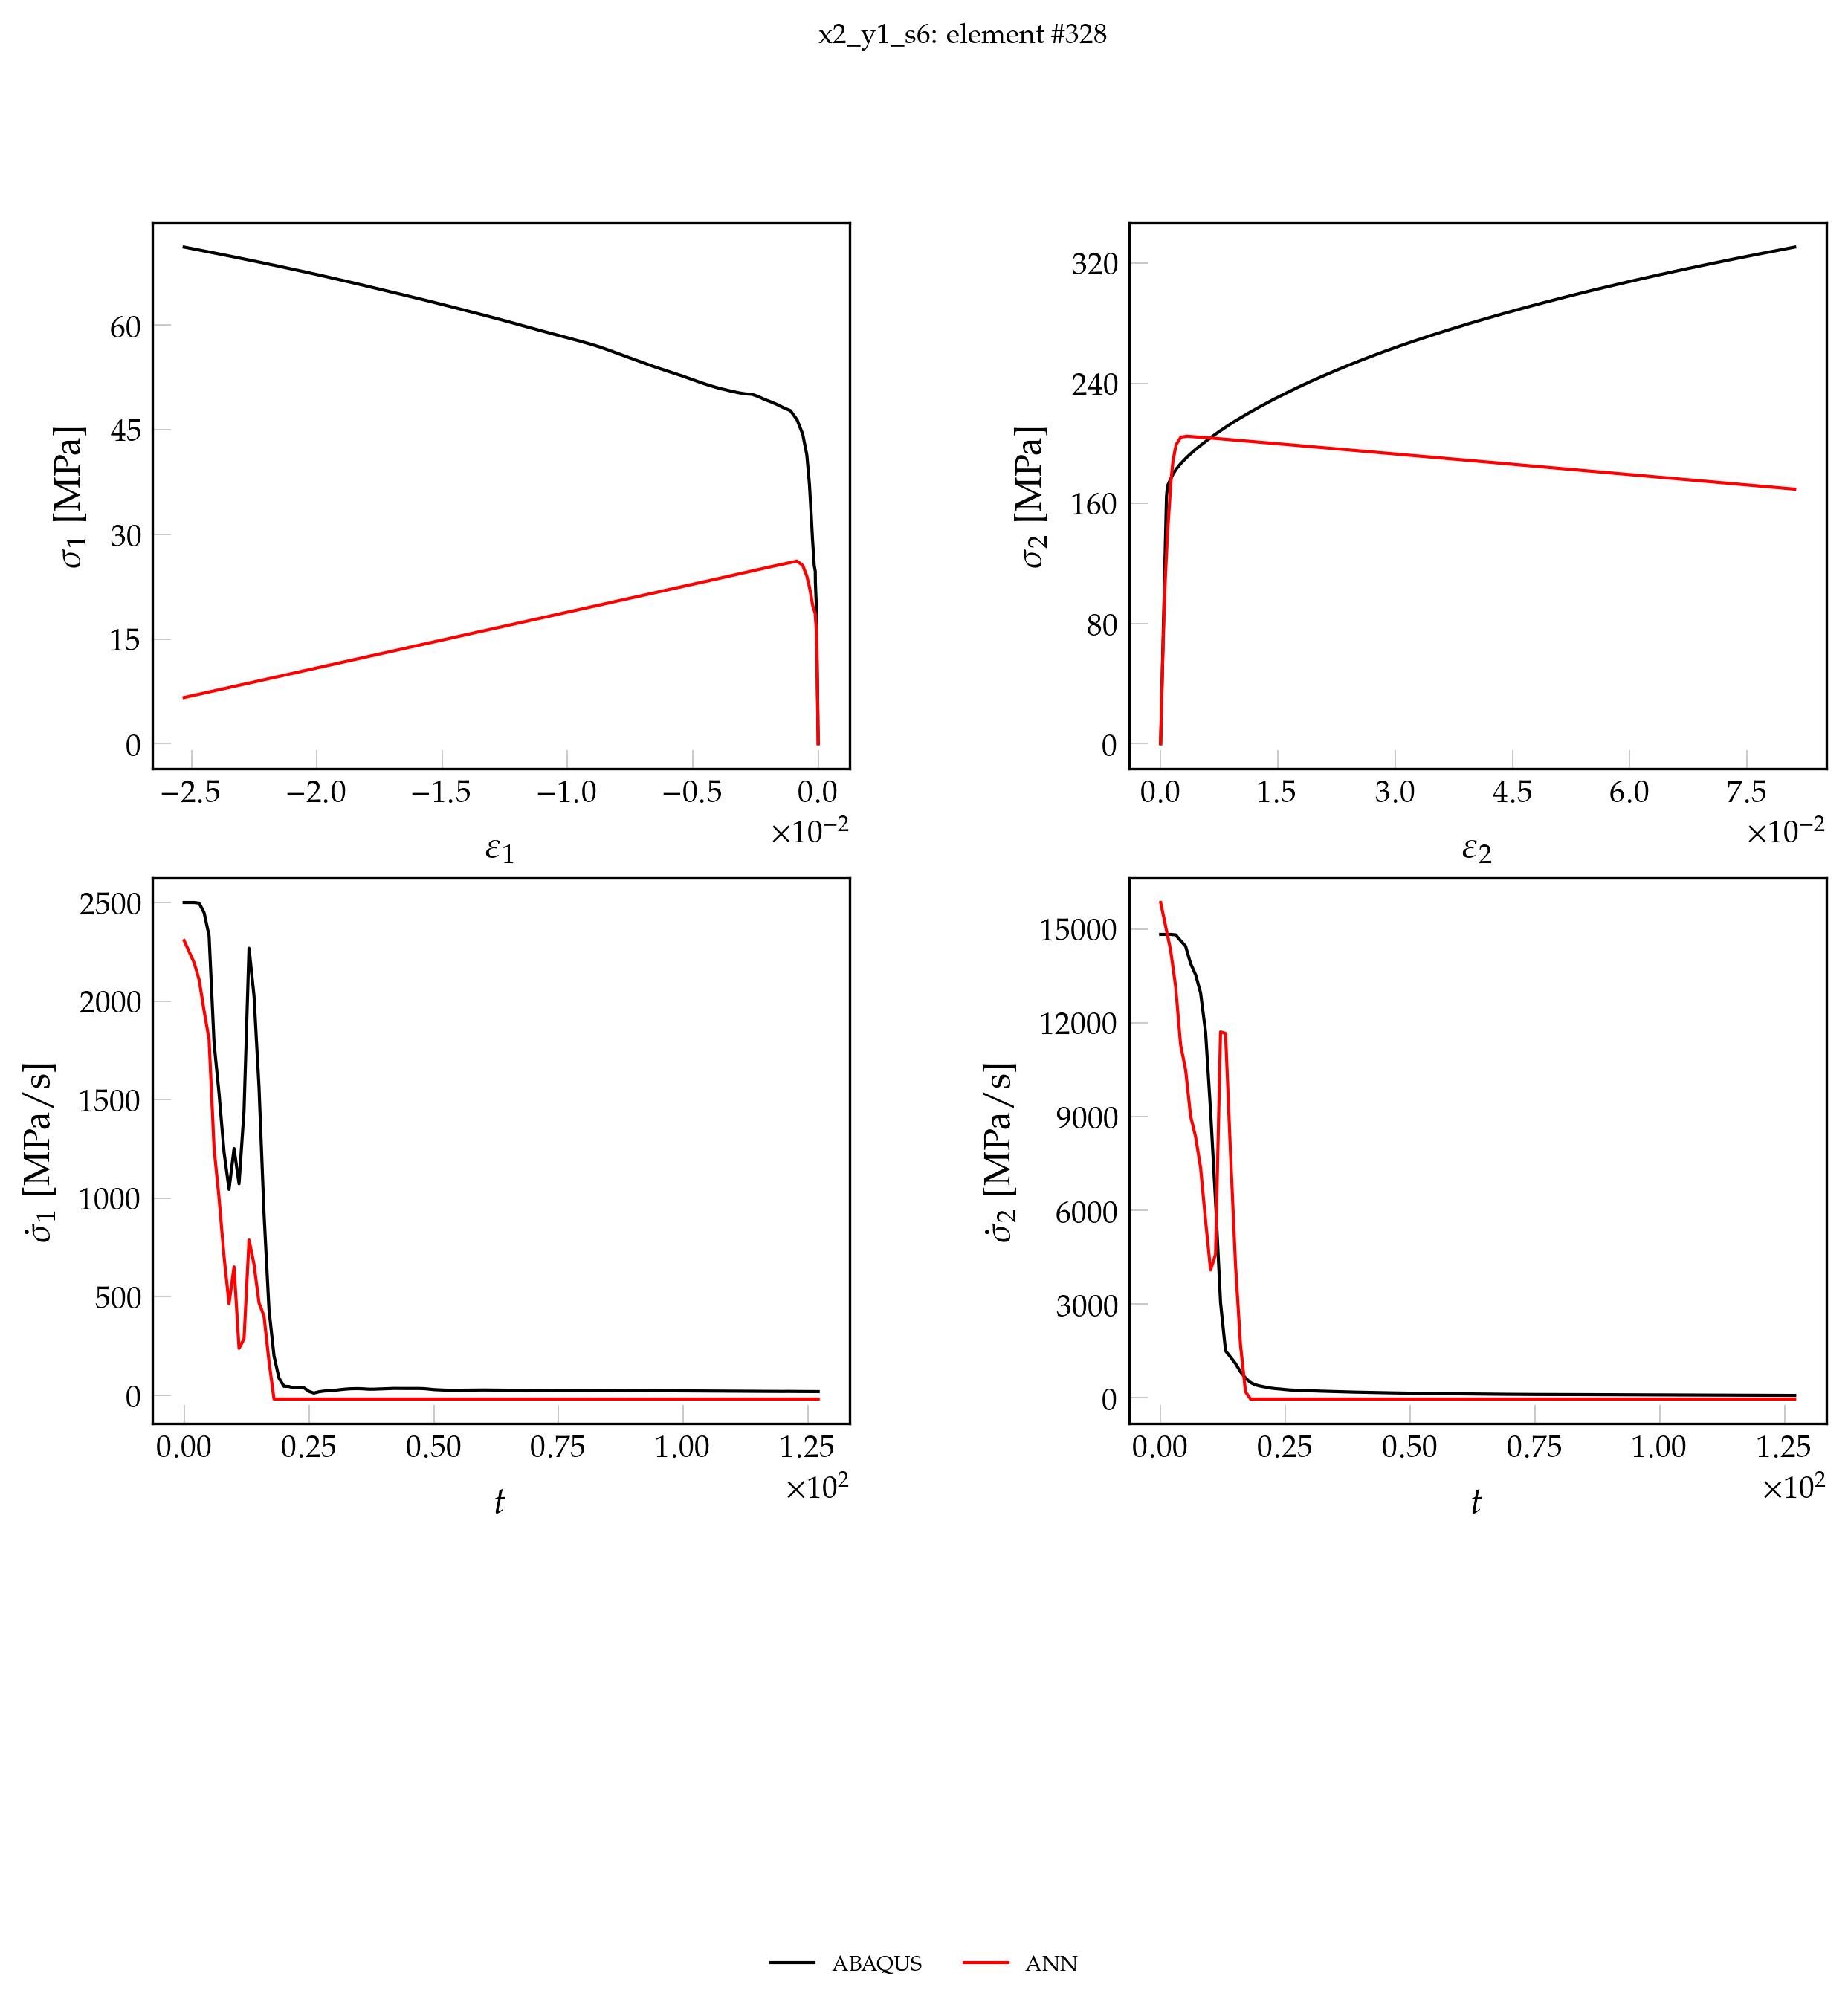 x2_y1_s6: element #328
σ1 [MPa]
60
45
30
15
0
−2.5 −2.0 −1.5 −1.0 −0.5 0.0
×10−2
ε1
σ2 [MPa]
320
240
160
80
0
0.0 1.5 3.0 4.5 6.0 7.5
×10−2
ε2
σ̇1 [MPa/s]
2500
2000
1500
1000
500
0
0.00 0.25 0.50 0.75 1.00 1.25
×10²
t
σ̇2 [MPa/s]
15000
12000
9000
6000
3000
0
0.00 0.25 0.50 0.75 1.00 1.25
×10²
t
ABAQUS ANN